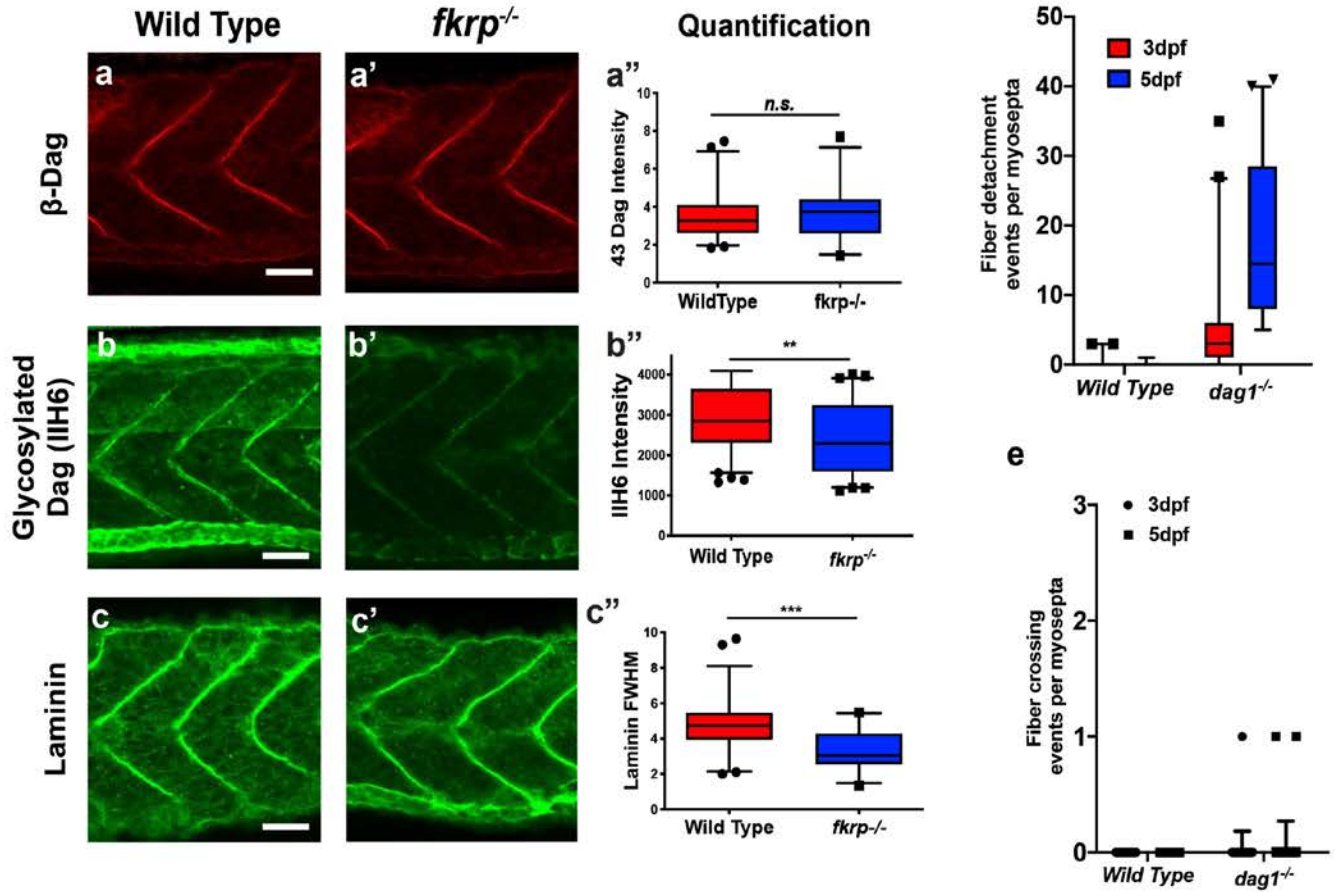 Wild Type
fkrp-/-
Quantification
β-Dag
a
a’
a”
43 Dag Intensity
10
8
6
4
2
0
n.s.
WildType
fkrp-/-
Glycosylated
Dag (IIH6)
b
b’
b”
IIH6 Intensity
4000
3000
2000
1000
0
**
Wild Type
fkrp-/-
Laminin
c
c’
c”
Laminin FWHM
10
8
6
4
2
0
***
Wild Type
fkrp-/-
Fiber detachment
events per myosepta
50
40
30
20
10
0
3dpf
5dpf
Wild Type
dag1-/-
e
Fiber crossing
events per myosepta
3
2
1
0
3dpf
5dpf
Wild Type
dag1-/-